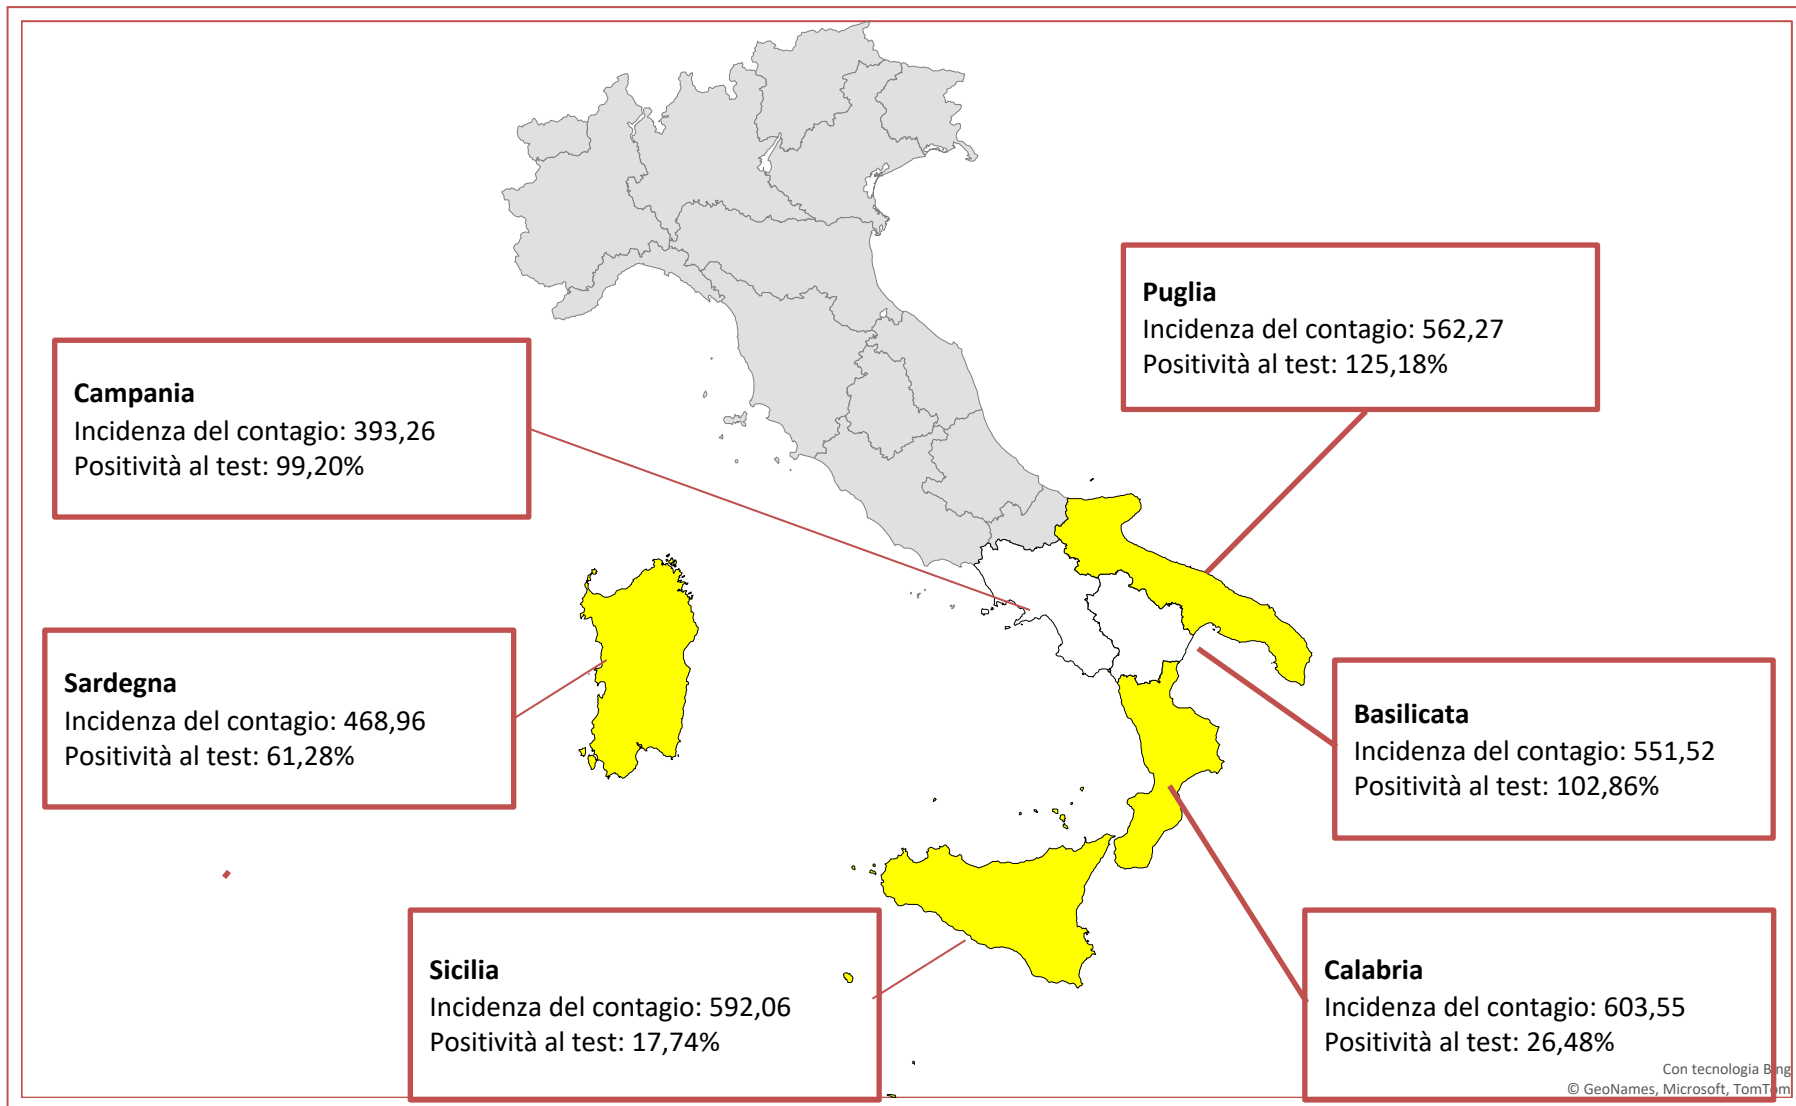 Puglia
Incidenza del contagio: 562,27
Positività al test: 125,18%
Campania
Incidenza del contagio: 393,26
Positività al test: 99,20%
Sardegna
Incidenza del contagio: 468,96
Positività al test: 61,28%
Basilicata
Incidenza del contagio: 551,52
Positività al test: 102,86%
Sicilia
Incidenza del contagio: 592,06
Positività al test: 17,74%
Calabria
Incidenza del contagio: 603,55
Positività al test: 26,48%
Con tecnologia Bing
© GeoNames, Microsoft, TomTom